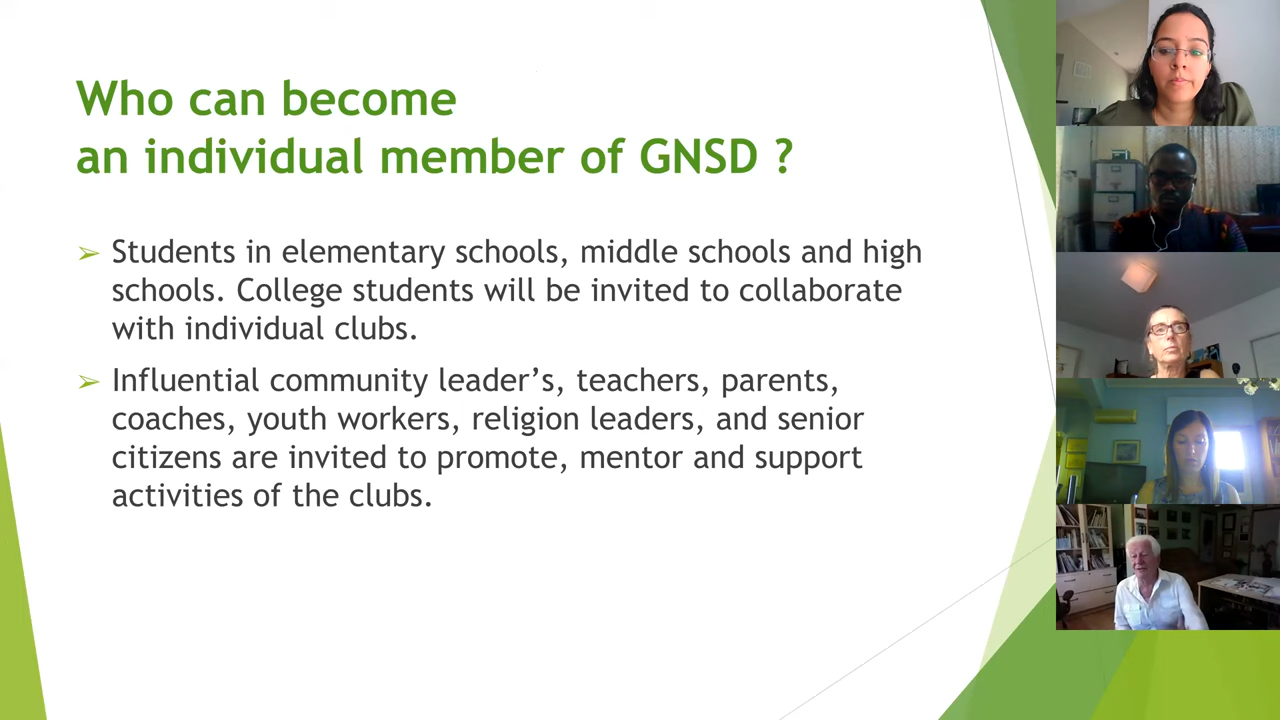 Who can become
an individual member of GNSD ?
➢ Students in elementary schools, middle schools and high
schools. College students will be invited to collaborate
with individual clubs.
➢ Influential community leader’s, teachers, parents,
coaches, youth workers, religion leaders, and senior
citizens are invited to promote, mentor and support
activities of the clubs.